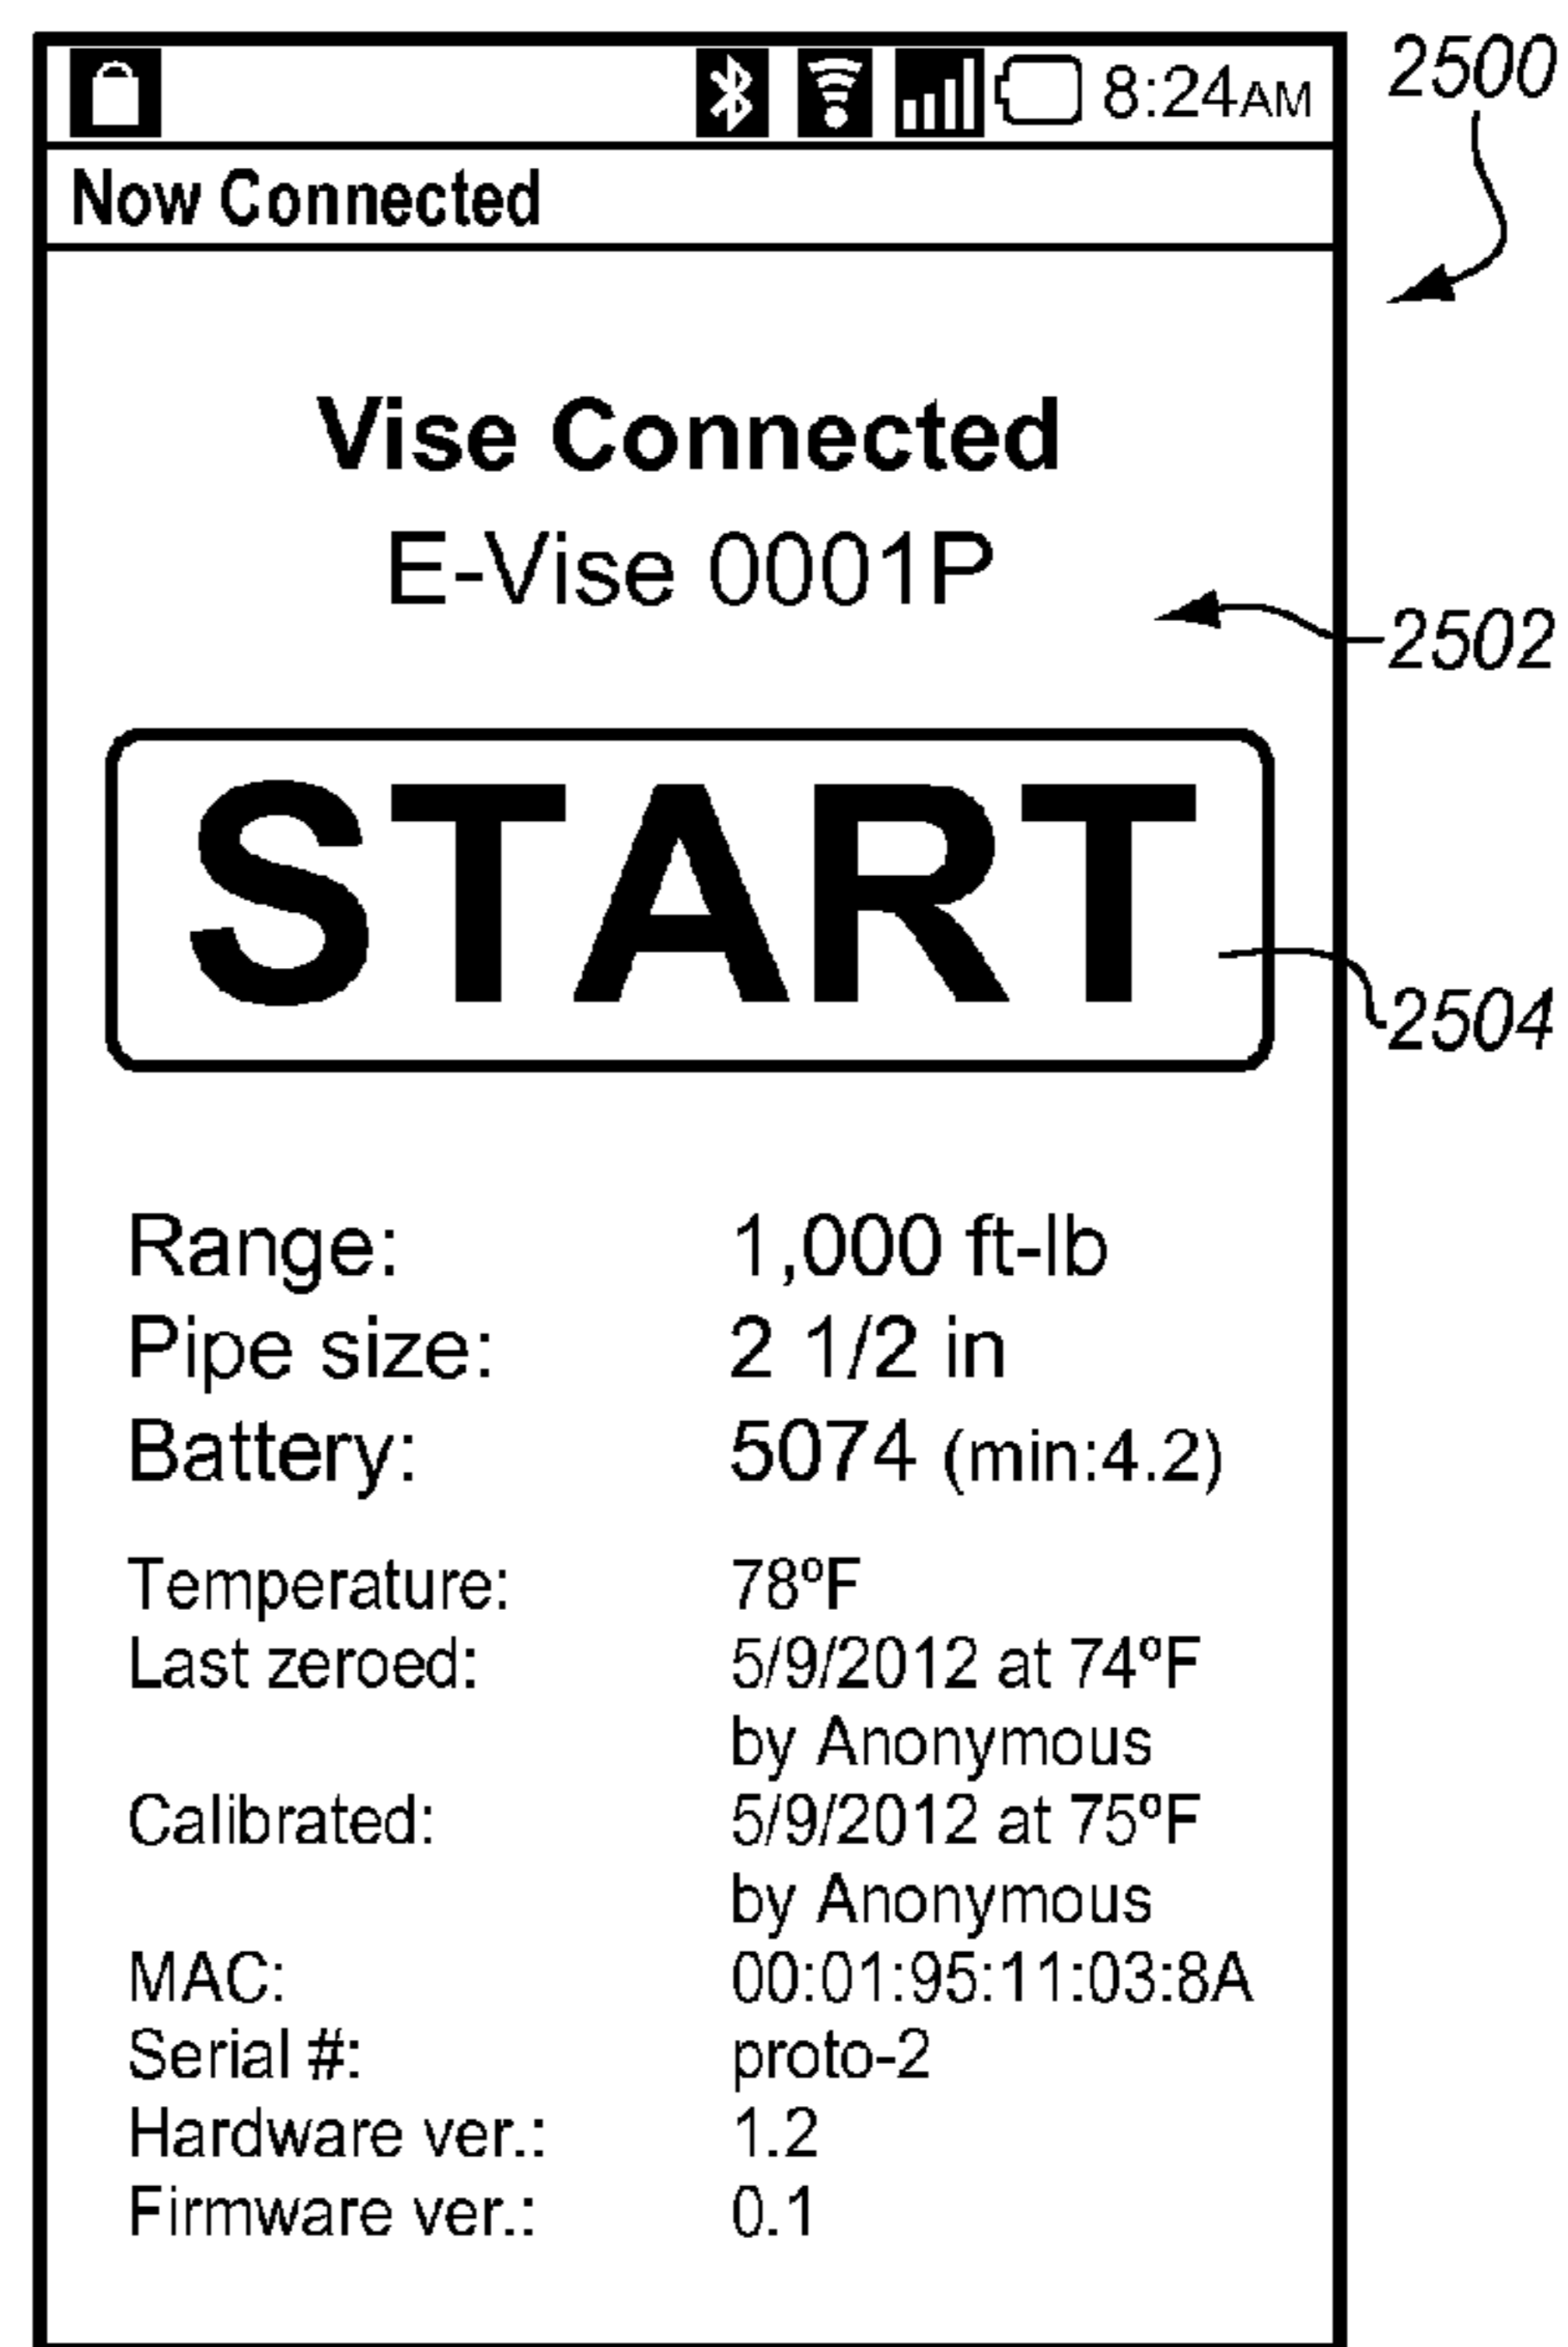 8:24AM
2500
Now Connected
Vise Connected
E-Vise 0001P
2502
START
2504
Range: 1,000 ft-lb
Pipe size: 2 1/2 in
Battery: 5074 (min:4.2)
Temperature: 78ºF
Last zeroed: 5/9/2012 at 74ºF
by Anonymous
Calibrated: 5/9/2012 at 75ºF
by Anonymous
MAC: 00:01:95:11:03:8A
Serial #: proto-2
Hardware ver.: 1.2
Firmware ver.: 0.1